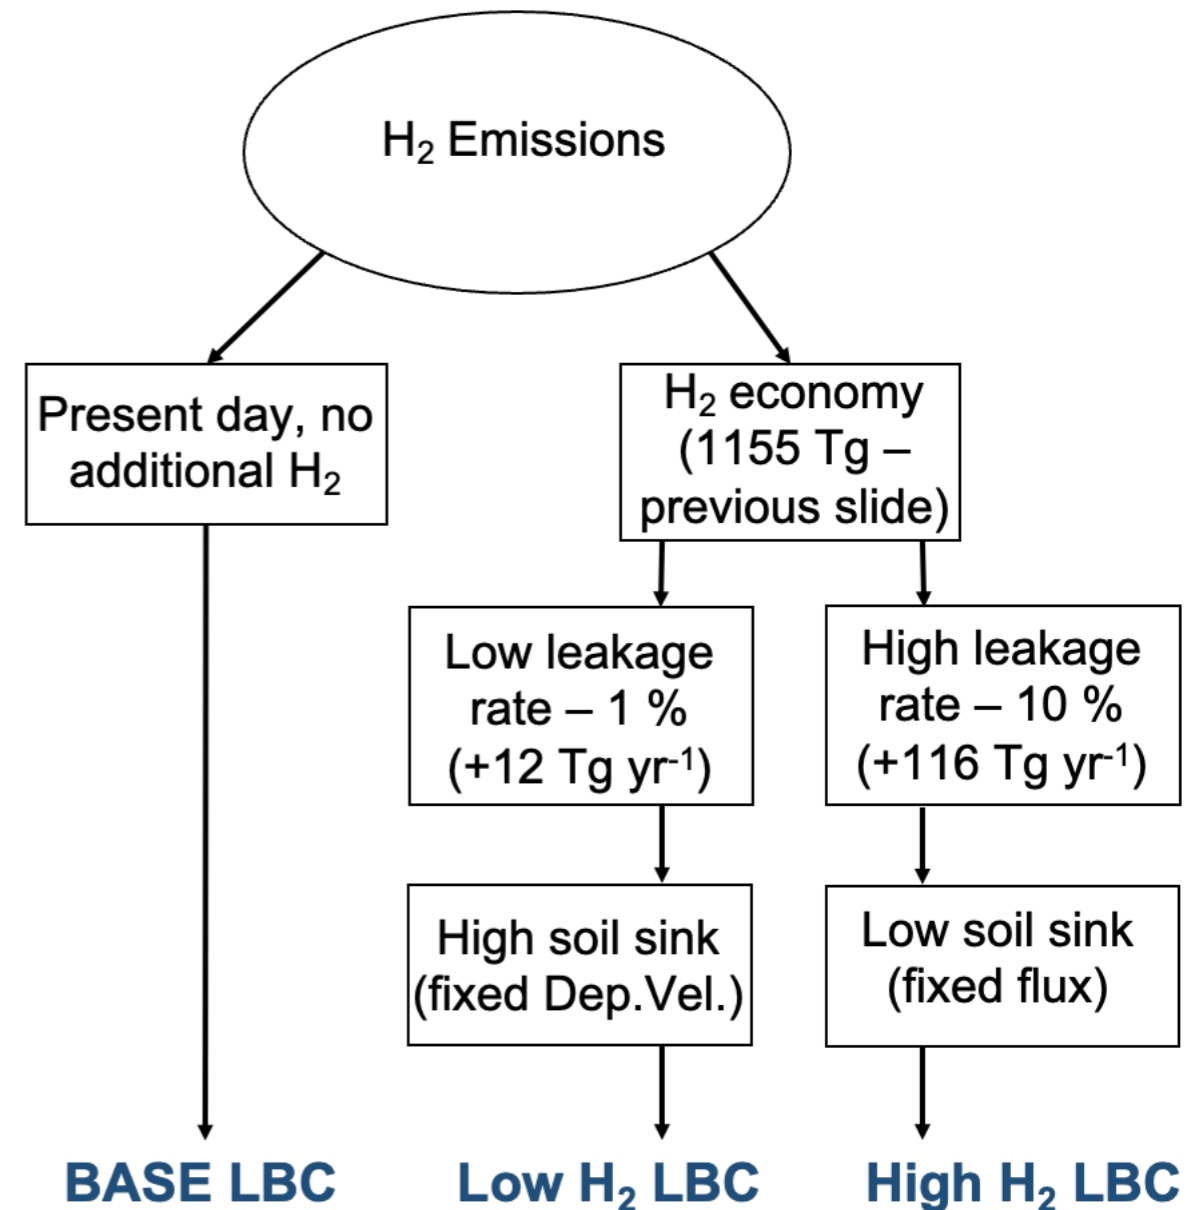 H₂ Emissions
Present day, no
additional H₂
H₂ economy
(1155 Tg –
previous slide)
Low leakage
rate – 1 %
(+12 Tg yr⁻¹)
High leakage
rate – 10 %
(+116 Tg yr⁻¹)
High soil sink
(fixed Dep.Vel.)
Low soil sink
(fixed flux)
BASE LBC
Low H₂ LBC
High H₂ LBC